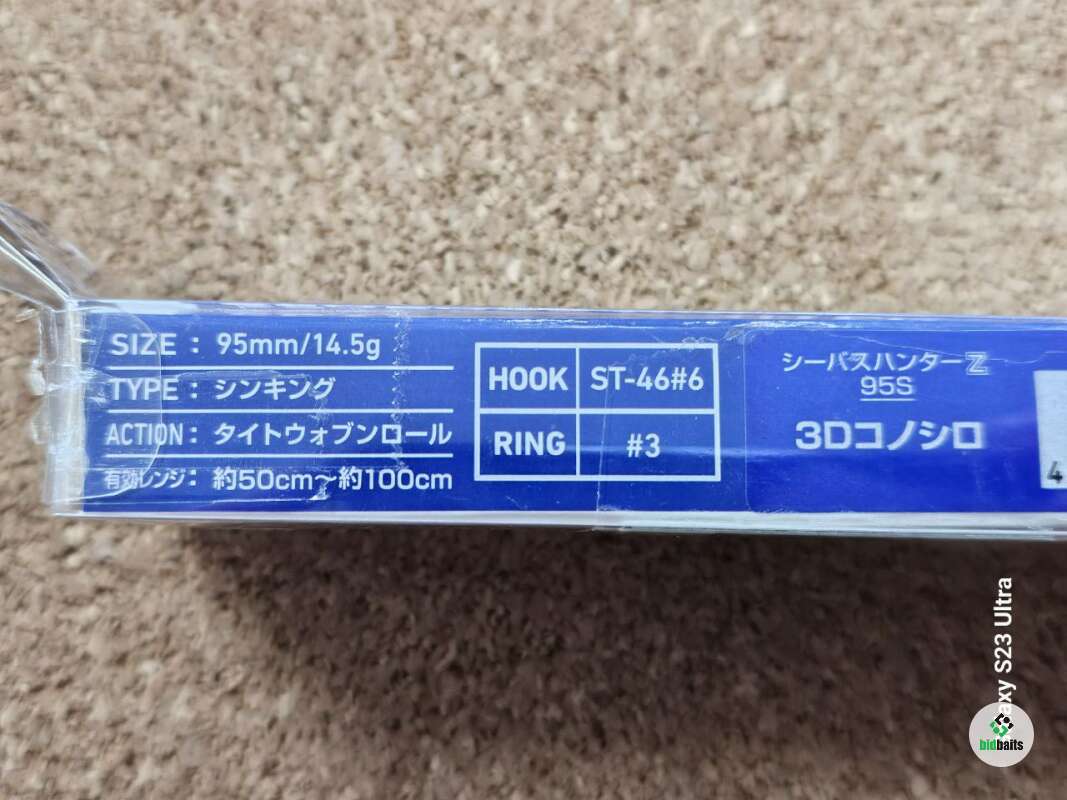 SIZE : 95mm/14.5g
TYPE : シンキング
ACTION : タイトウォブンロール
有効レンジ : 約50cm〜約100cm
HOOK ST-46#6
RING #3
シーバスハンターZ
95S
3Dコノシロ
4
axy S23 Ultra
bidbaits